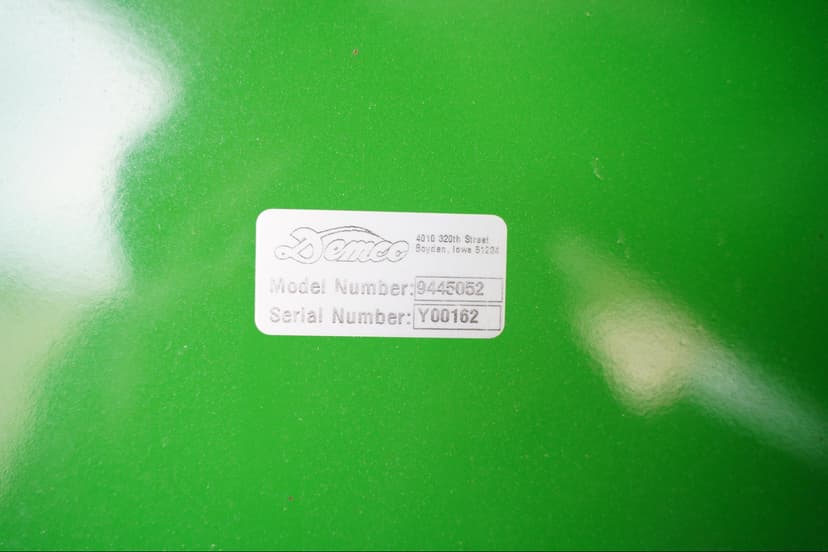 Demco
4010 320th Street
Boyden, Iowa 51234
Model Number: 9445052
Serial Number: Y00162